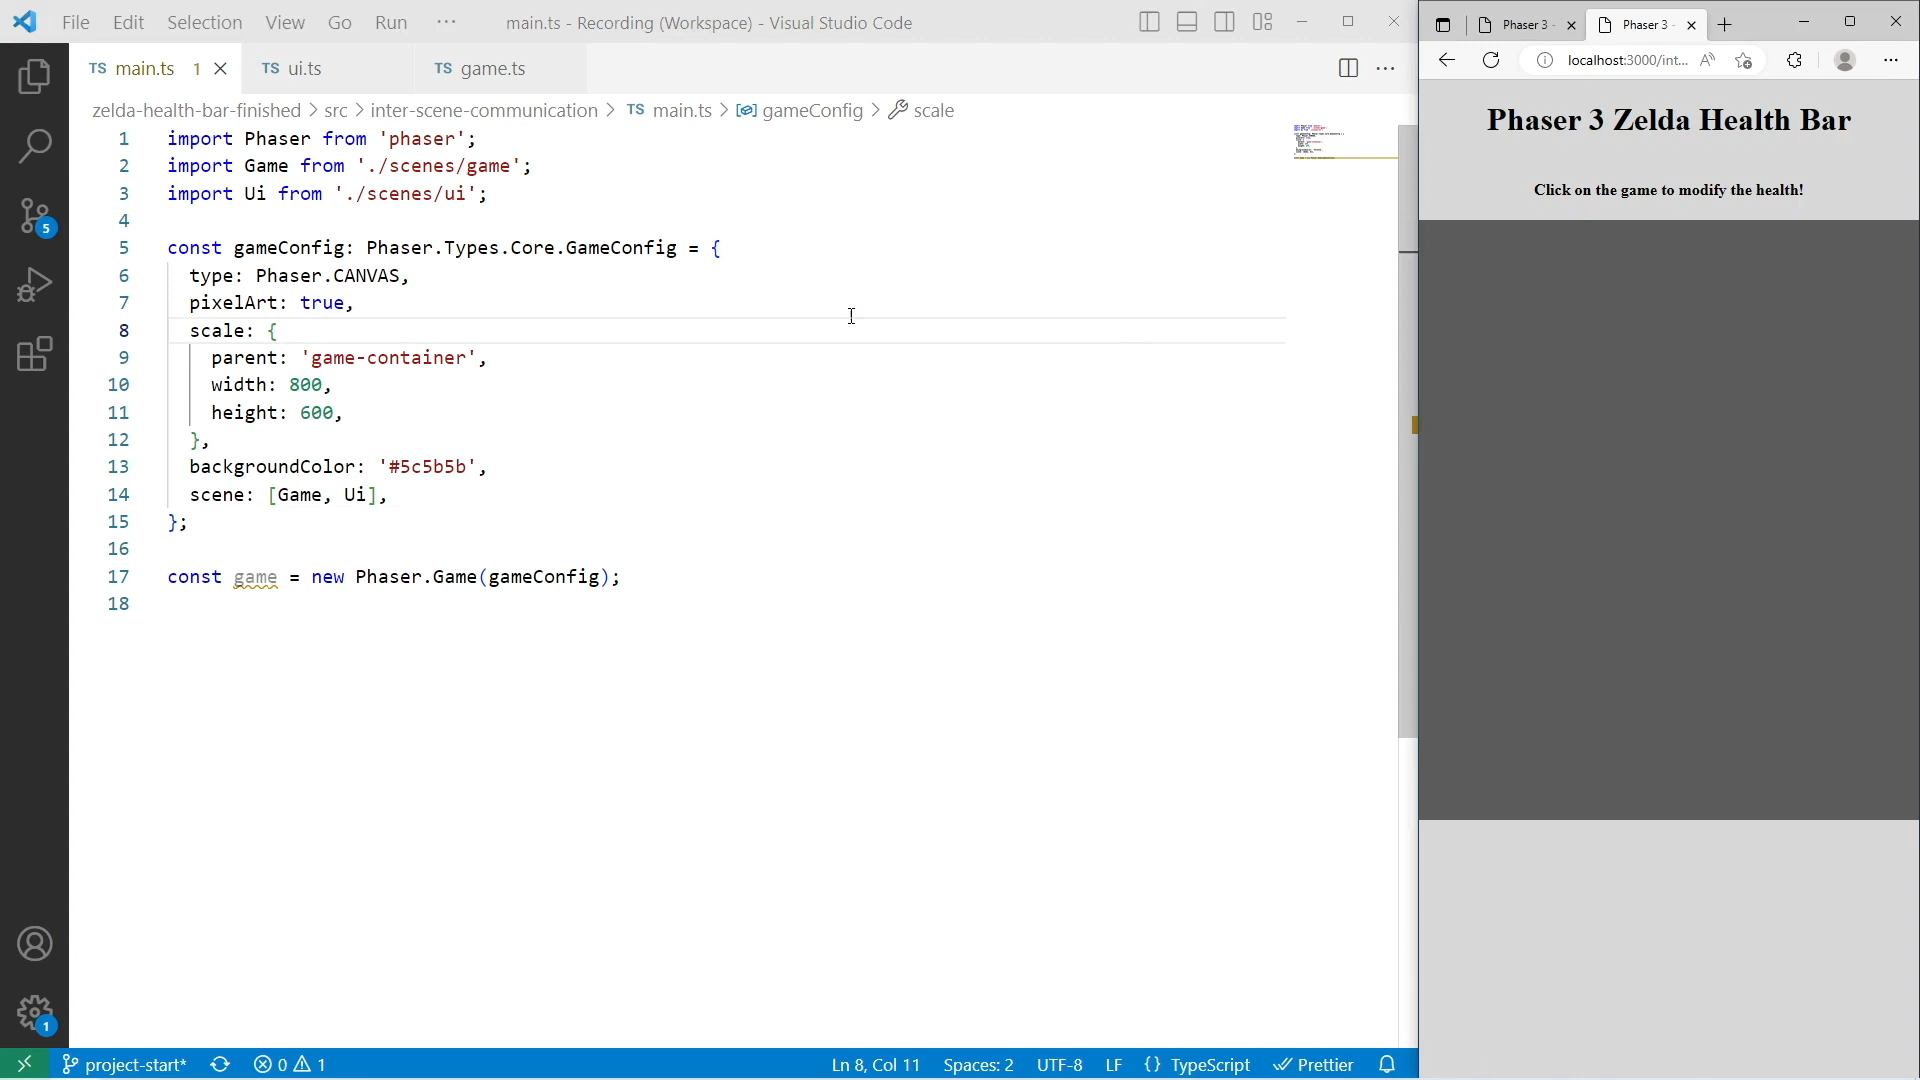 File Edit Selection View Go Run ··· main.ts - Recording (Workspace) - Visual Studio Code
TS main.ts 1 TS ui.ts TS game.ts
zelda-health-bar-finished > src > inter-scene-communication > TS main.ts > gameConfig > scale
1 import Phaser from 'phaser';
2 import Game from './scenes/game';
3 import Ui from './scenes/ui';
4
5 const gameConfig: Phaser.Types.Core.GameConfig = {
6 type: Phaser.CANVAS,
7 pixelArt: true,
8 scale: {
9 parent: 'game-container',
10 width: 800,
11 height: 600,
12 },
13 backgroundColor: '#5c5b5b',
14 scene: [Game, Ui],
15 };
16
17 const game = new Phaser.Game(gameConfig);
18
5
1
project-start* 0 1 Ln 8, Col 11 Spaces: 2 UTF-8 LF {} TypeScript Prettier
Phaser 3 - Phaser 3 -
localhost:3000/int...
Phaser 3 Zelda Health Bar
Click on the game to modify the health!